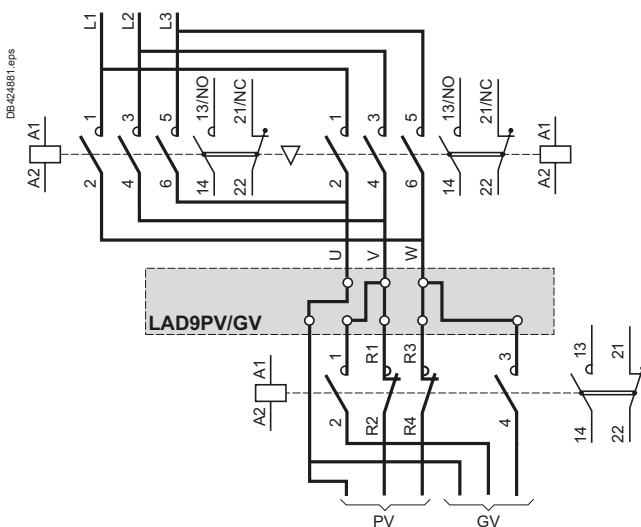 DB424881.eps
L1 L2 L3
A1 1 3 5 13/NO 21/NC 1 3 5 13/NO 21/NC A1
A2 2 4 6 14 22 2 4 6 14 22 A2
U V W
LAD9PV/GV
A1 1 R1 R3 3 13 21
A2 2 R2 R4 4 14 22
PV GV